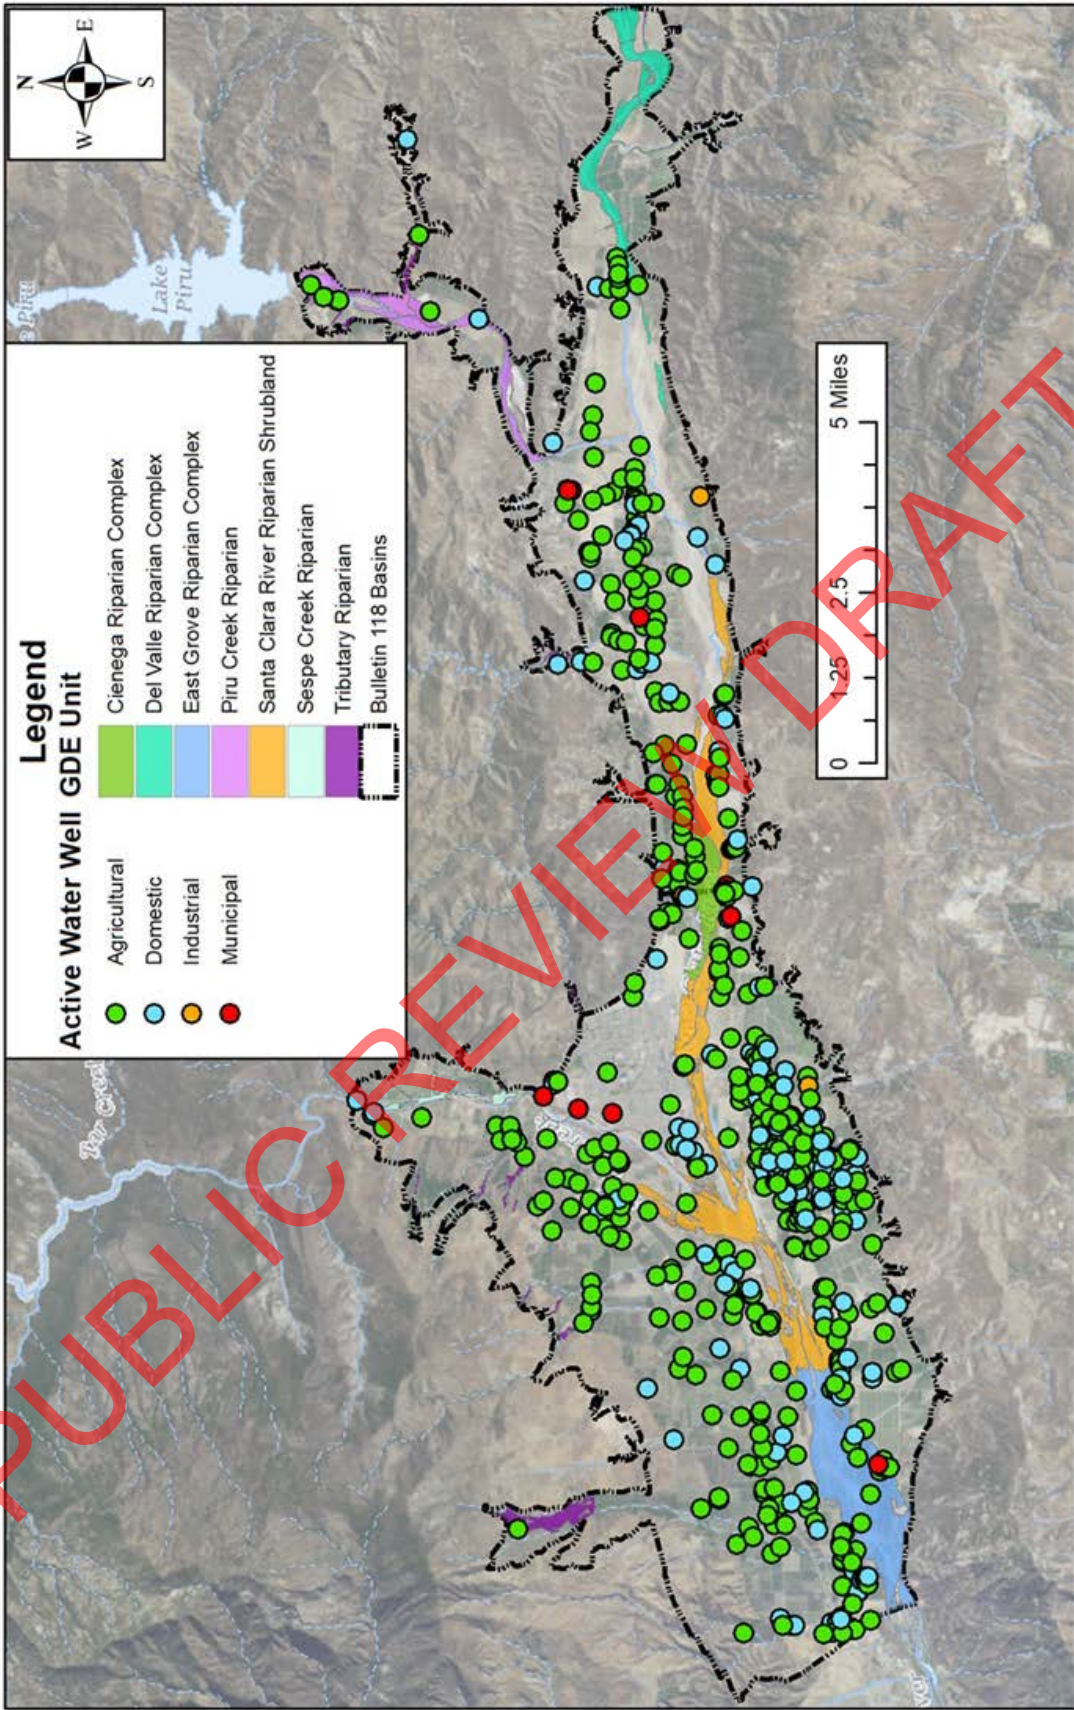 N
E
S
W
Lake
Piru
Legend
Active Water Well
Agricultural
Domestic
Industrial
Municipal
GDE Unit
Cienega Riparian Complex
Del Valle Riparian Complex
East Grove Riparian Complex
Piru Creek Riparian
Santa Clara River Riparian Shrubland
Sespe Creek Riparian
Tributary Riparian
Bulletin 118 Basins
0 1.25 2.5 5 Miles
Tar Creek
PUBLIC REVIEW DRAFT